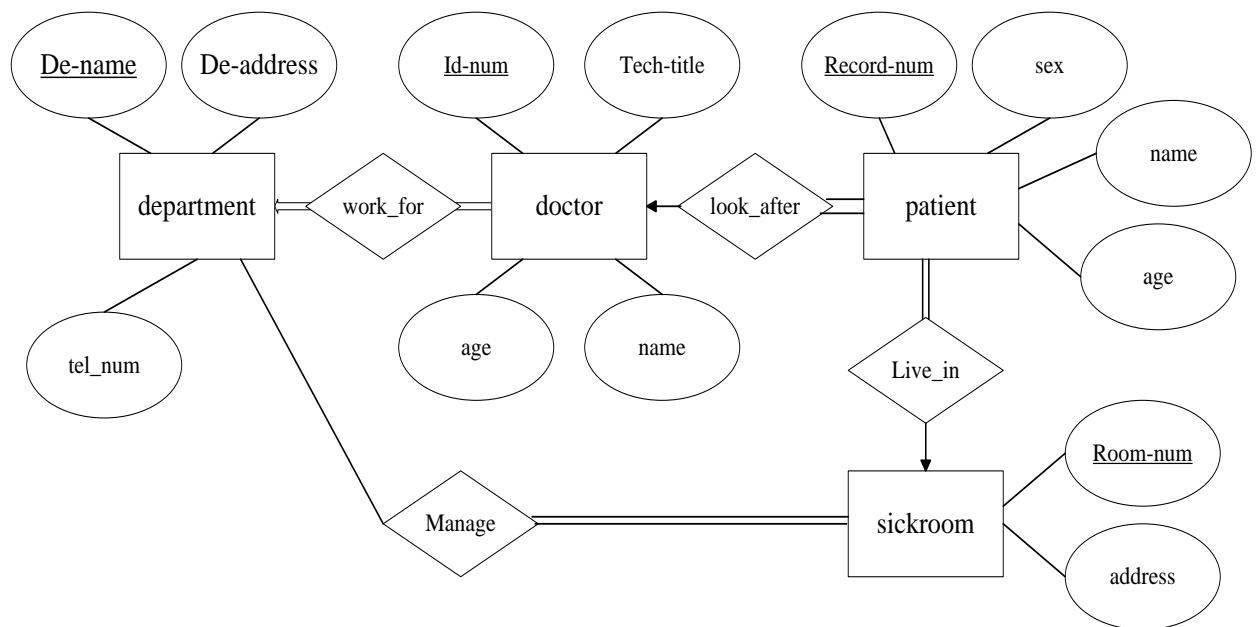 De-name
De-address
Id-num
Tech-title
Record-num
sex
name
department
work_for
doctor
look_after
patient
age
tel_num
age
name
Live_in
Room-num
Manage
sickroom
address